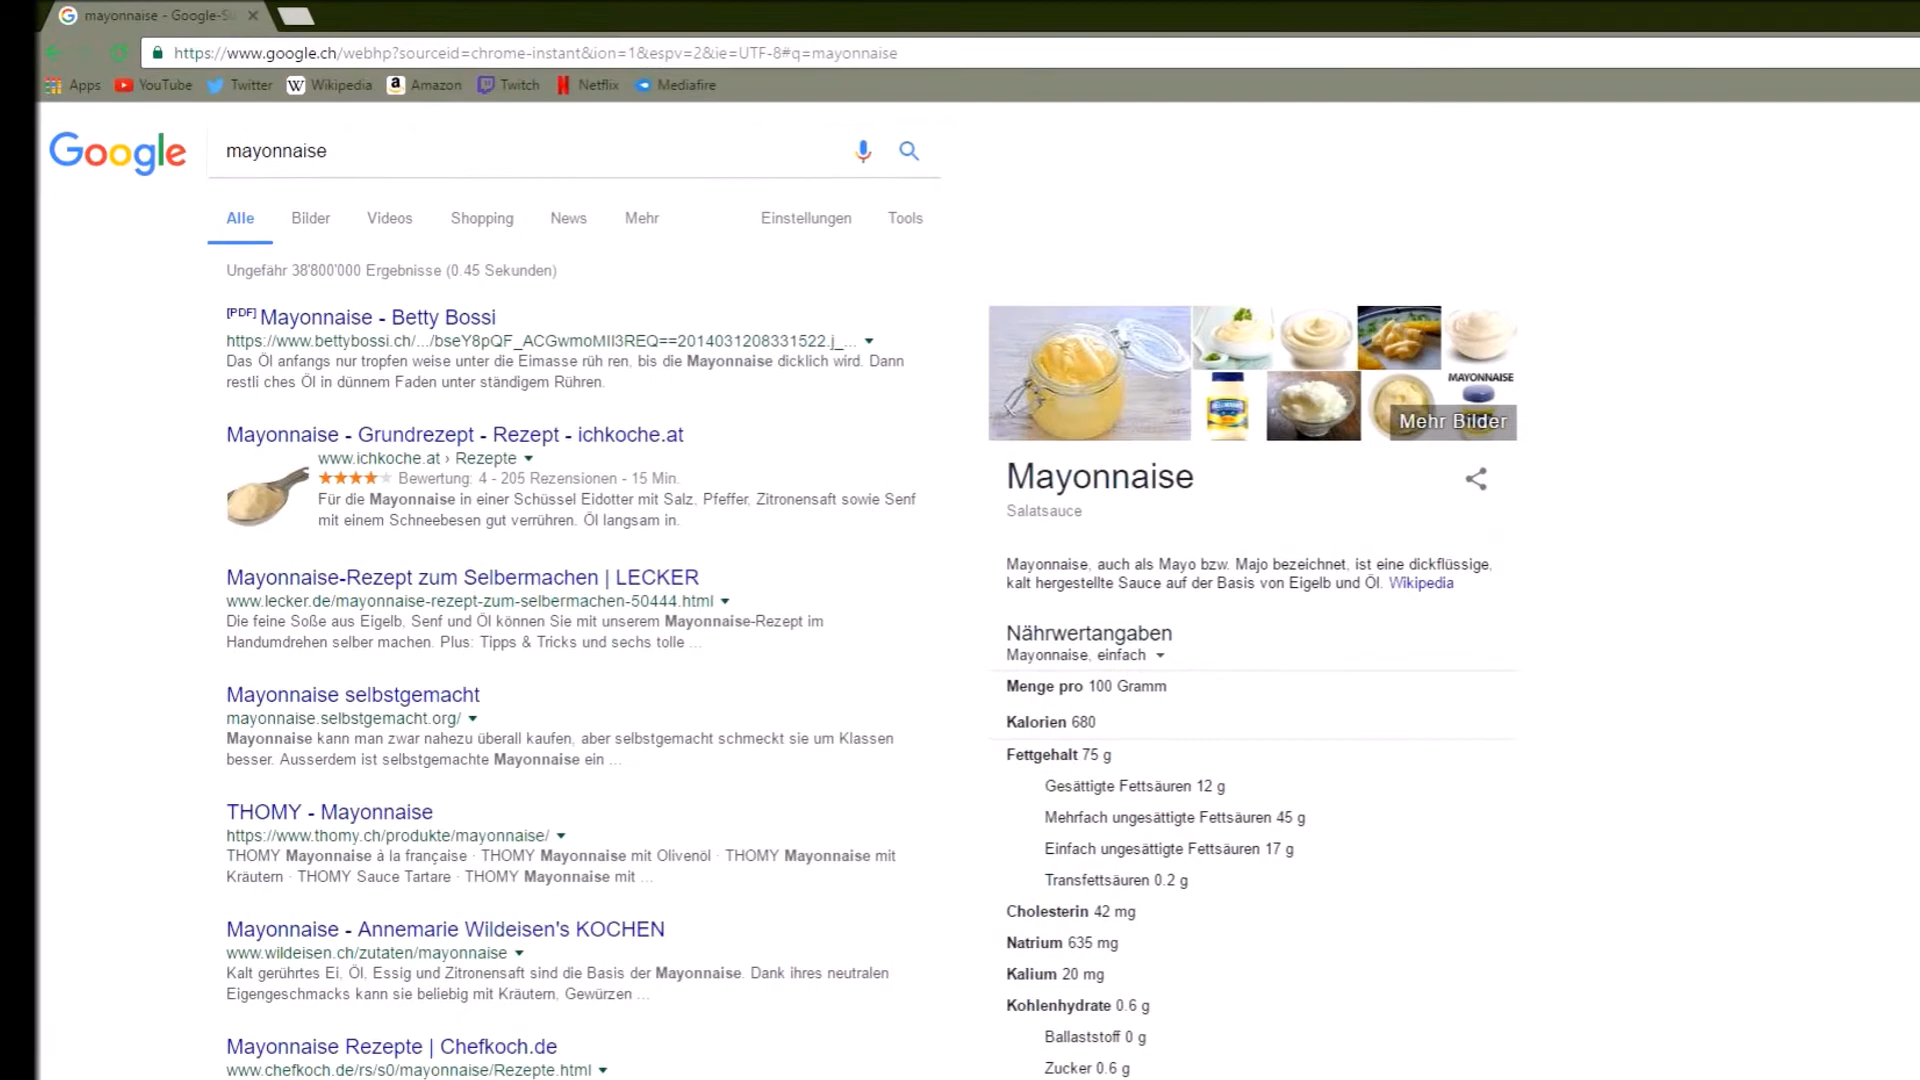 mayonnaise - Google-Su
https://www.google.ch/webhp?sourceid=chrome-instant&ion=1&espv=2&ie=UTF-8#q=mayonnaise
Apps YouTube Twitter Wikipedia Amazon Twitch Netflix Mediafire
Google mayonnaise
Alle Bilder Videos Shopping News Mehr Einstellungen Tools
Ungefähr 38'800'000 Ergebnisse (0.45 Sekunden)
[PDF] Mayonnaise - Betty Bossi
https://www.bettybossi.ch/.../bseY8pQF_ACGwmoMII3REQ==2014031208331522.j_...
Das Öl anfangs nur tropfen weise unter die Eimasse rüh ren, bis die Mayonnaise dicklich wird. Dann
restli ches Öl in dünnem Faden unter ständigem Rühren.
Mayonnaise - Grundrezept - Rezept - ichkoche.at
www.ichkoche.at › Rezepte
Bewertung: 4 - 205 Rezensionen - 15 Min.
Für die Mayonnaise in einer Schüssel Eidotter mit Salz, Pfeffer, Zitronensaft sowie Senf
mit einem Schneebesen gut verrühren. Öl langsam in.
Mayonnaise-Rezept zum Selbermachen | LECKER
www.lecker.de/mayonnaise-rezept-zum-selbermachen-50444.html
Die feine Soße aus Eigelb, Senf und Öl können Sie mit unserem Mayonnaise-Rezept im
Handumdrehen selber machen. Plus: Tipps & Tricks und sechs tolle ...
Mayonnaise selbstgemacht
mayonnaise.selbstgemacht.org/
Mayonnaise kann man zwar nahezu überall kaufen, aber selbstgemacht schmeckt sie um Klassen
besser. Ausserdem ist selbstgemachte Mayonnaise ein ...
THOMY - Mayonnaise
https://www.thomy.ch/produkte/mayonnaise/
THOMY Mayonnaise à la française · THOMY Mayonnaise mit Olivenöl · THOMY Mayonnaise mit
Kräutern · THOMY Sauce Tartare · THOMY Mayonnaise mit ...
Mayonnaise - Annemarie Wildeisen's KOCHEN
www.wildeisen.ch/zutaten/mayonnaise
Kalt gerührtes Ei, Öl, Essig und Zitronensaft sind die Basis der Mayonnaise. Dank ihres neutralen
Eigengeschmacks kann sie beliebig mit Kräutern, Gewürzen ...
Mayonnaise Rezepte | Chefkoch.de
www.chefkoch.de/rs/s0/mayonnaise/Rezepte.html
MAYONNAISE
Mehr Bilder
Mayonnaise
Salatsauce
Mayonnaise, auch als Mayo bzw. Majo bezeichnet, ist eine dickflüssige,
kalt hergestellte Sauce auf der Basis von Eigelb und Öl. Wikipedia
Nährwertangaben
Mayonnaise, einfach
Menge pro 100 Gramm
Kalorien 680
Fettgehalt 75 g
Gesättigte Fettsäuren 12 g
Mehrfach ungesättigte Fettsäuren 45 g
Einfach ungesättigte Fettsäuren 17 g
Transfettsäuren 0.2 g
Cholesterin 42 mg
Natrium 635 mg
Kalium 20 mg
Kohlenhydrate 0.6 g
Ballaststoff 0 g
Zucker 0.6 g